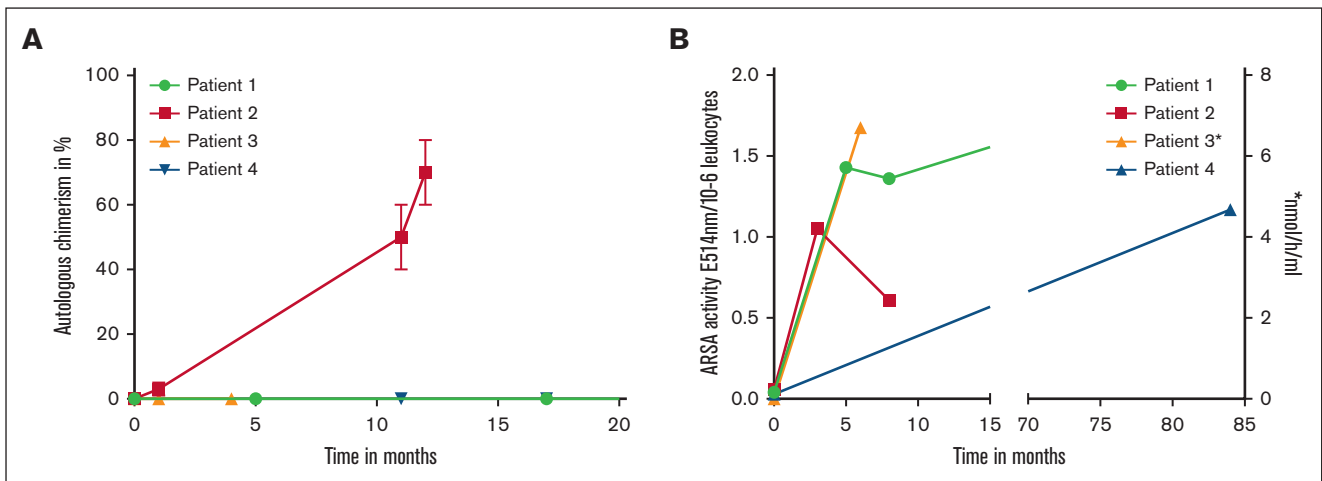 A
Autologous chimerism in %
100
80
60
40
20
0
Patient 1
Patient 2
Patient 3
Patient 4
0 5 10 15 20
Time in months
B
ARSA activity E514nm/10-6 leukocytes
2.0
1.5
1.0
0.5
0.0
Patient 1
Patient 2
Patient 3*
Patient 4
8
6
4
2
0
*nmol/h/ml
0 5 10 15 70 75 80 85
Time in months